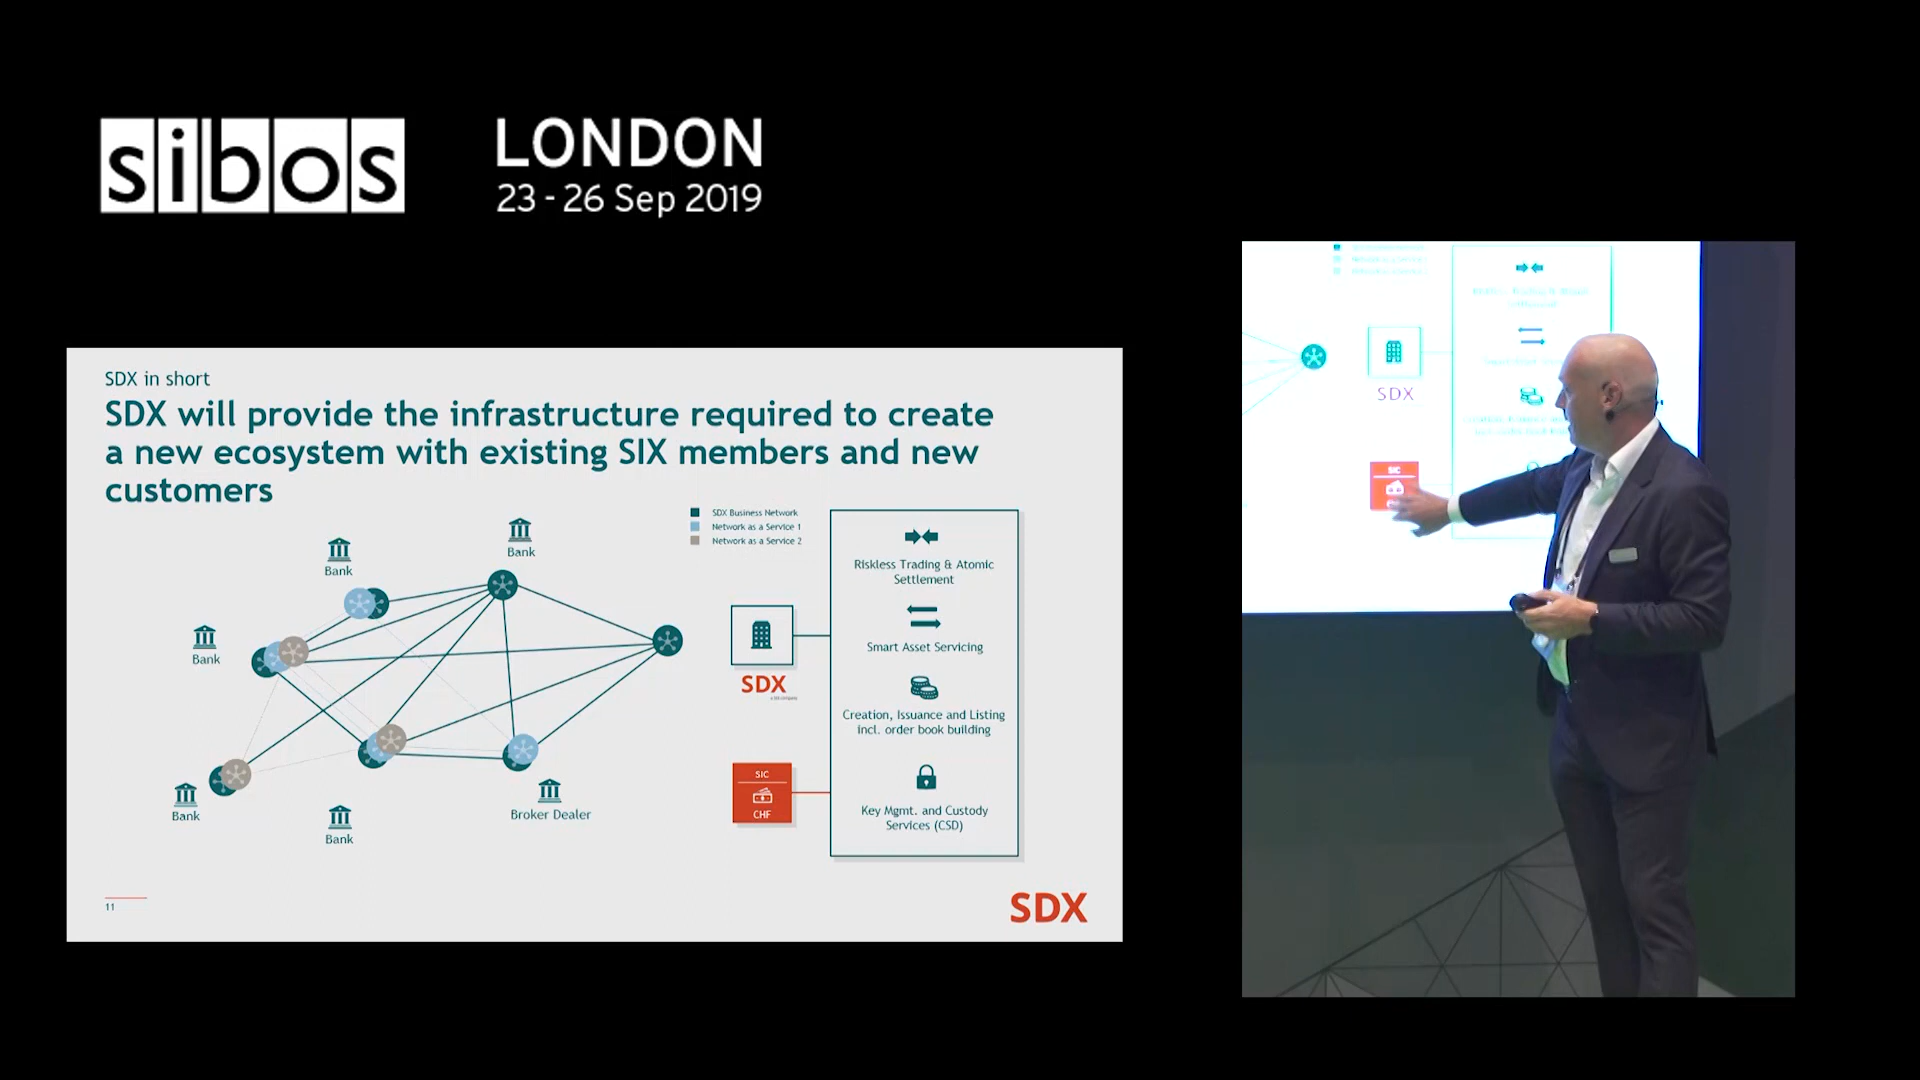 sibos
LONDON
23 - 26 Sep 2019
SDX in short
SDX will provide the infrastructure required to create
a new ecosystem with existing SIX members and new
customers
SDX Business Network
Network as a Service 1
Network as a Service 2
Bank
Bank
Bank
Bank
Bank
Broker Dealer
SDX
SIC
CHF
Riskless Trading & Atomic
Settlement
Smart Asset Servicing
Creation, Issuance and Listing
incl. order book building
Key Mgmt. and Custody
Services (CSD)
11
SDX
SDX
SIC